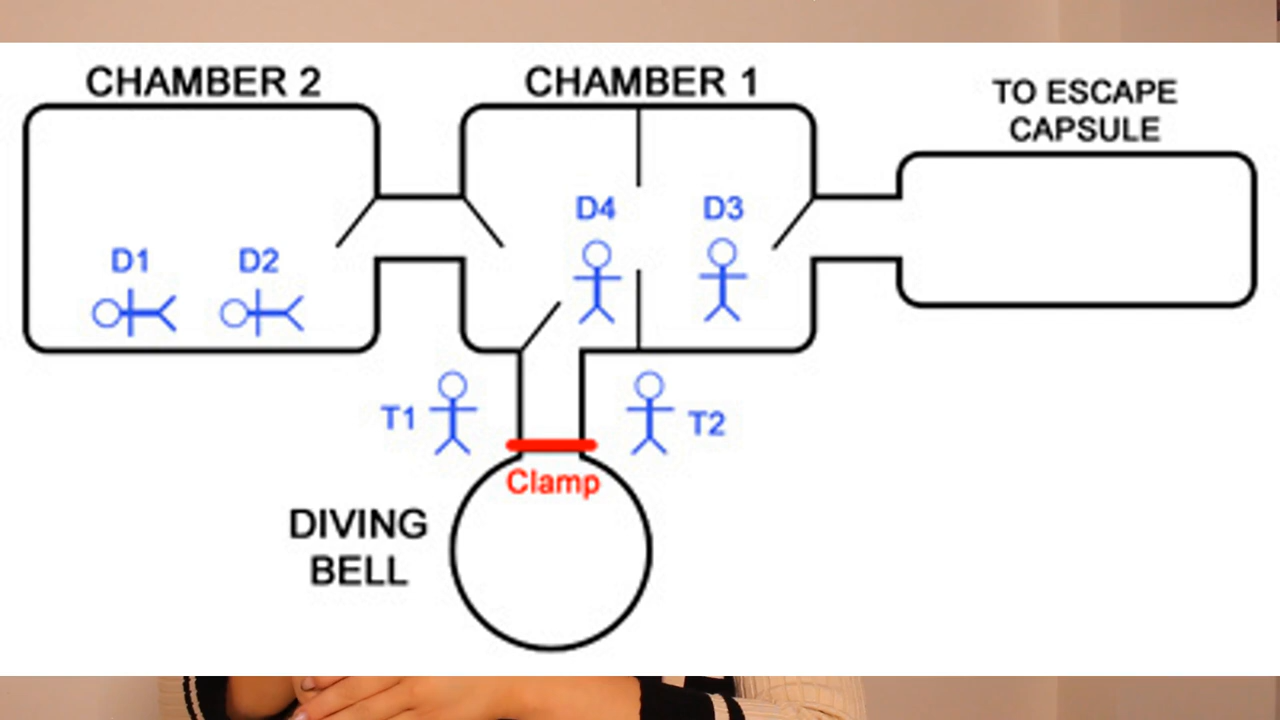 CHAMBER 2
CHAMBER 1
TO ESCAPE
CAPSULE
D4
D3
D1
D2
T1
T2
Clamp
DIVING
BELL